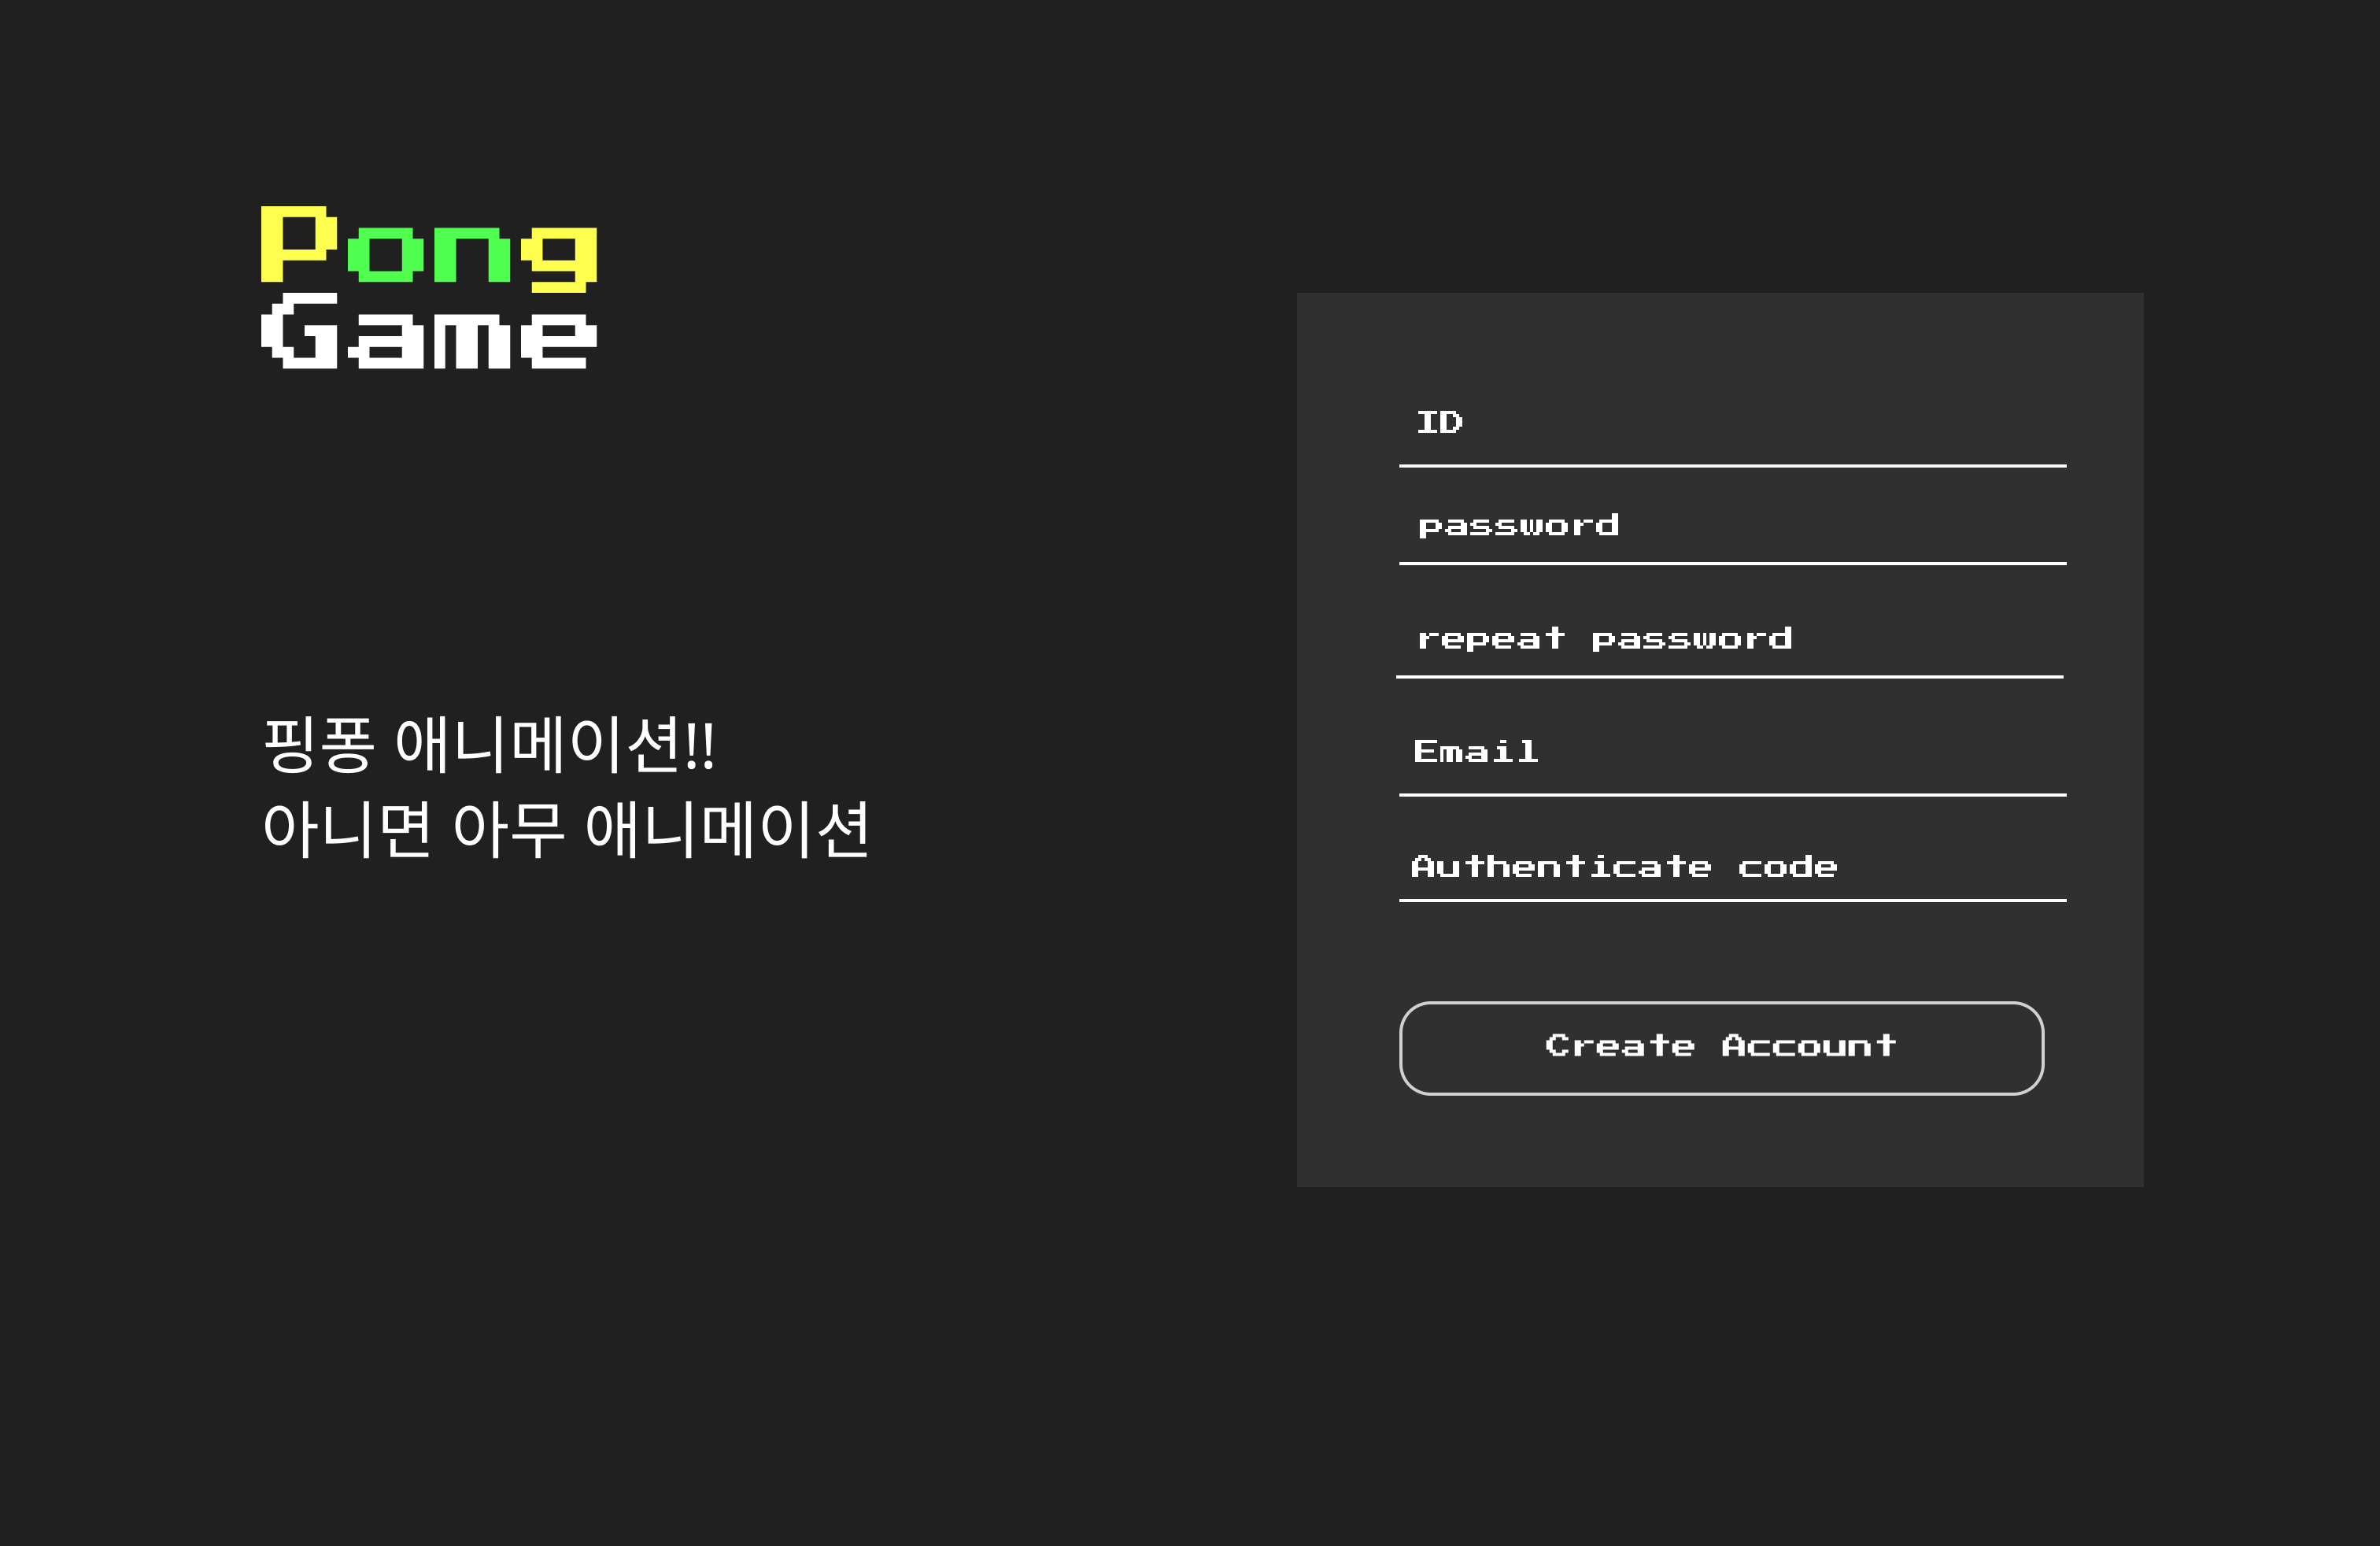 Pong
Game
핑퐁 애니메이션!!
아니면 아무 애니메이션
ID
password
repeat password
Email
Authenticate code
Create Account